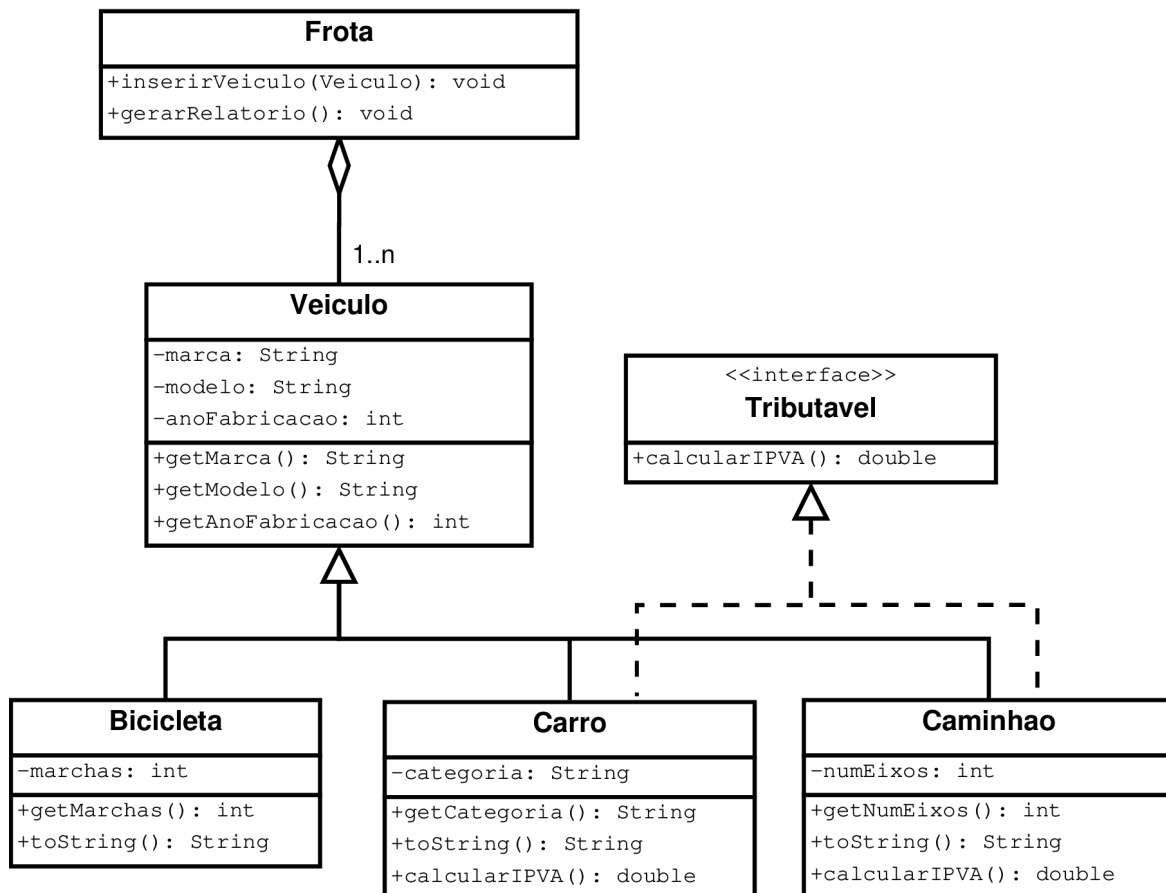 Frota
+inserirVeiculo(Veiculo): void
+gerarRelatorio(): void
1..n
Veiculo
-marca: String
-modelo: String
-anoFabricacao: int
+getMarca(): String
+getModelo(): String
+getAnoFabricacao(): int
<<interface>>
Tributavel
+calcularIPVA(): double
Bicicleta
-marchas: int
+getMarchas(): int
+toString(): String
Carro
-categoria: String
+getCategoria(): String
+toString(): String
+calcularIPVA(): double
Caminhao
-numEixos: int
+getNumEixos(): int
+toString(): String
+calcularIPVA(): double